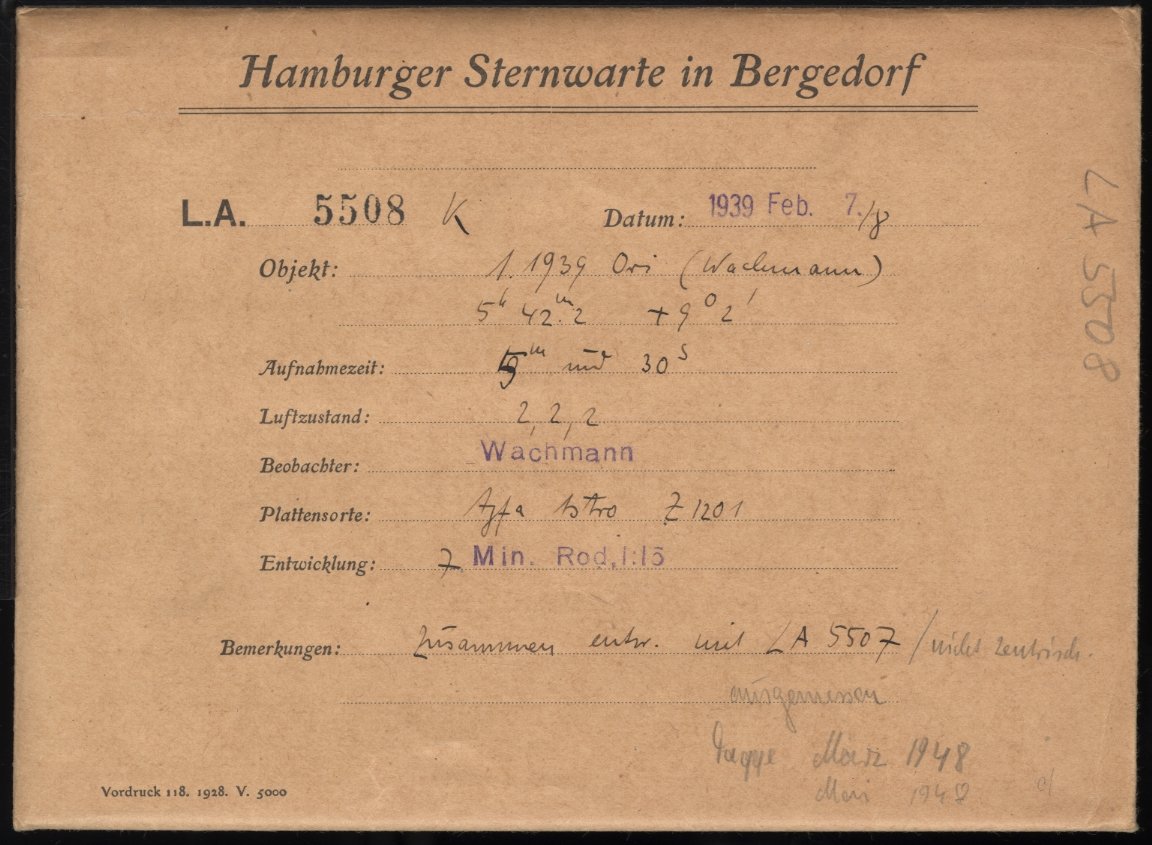 Hamburger Sternwarte in Bergedorf
L.A. 5508 K Datum: 1939 Feb. 7./8
Objekt: 1.1939 Ori (Wachmann)
5h 42m.2 +9° 2'
Aufnahmezeit: 5m und 30s
Luftzustand: 2, 2, 2
Beobachter: Wachmann
Plattensorte: Agfa Astro Z 1201
Entwicklung: 7 Min. Rod. 1:15
Bemerkungen: Zusammen entw. mit LA 5507 / nicht zentrisch.
ausgemessen
März 1948
1948
Vordruck 118. 1928. V. 5000
LA 5508